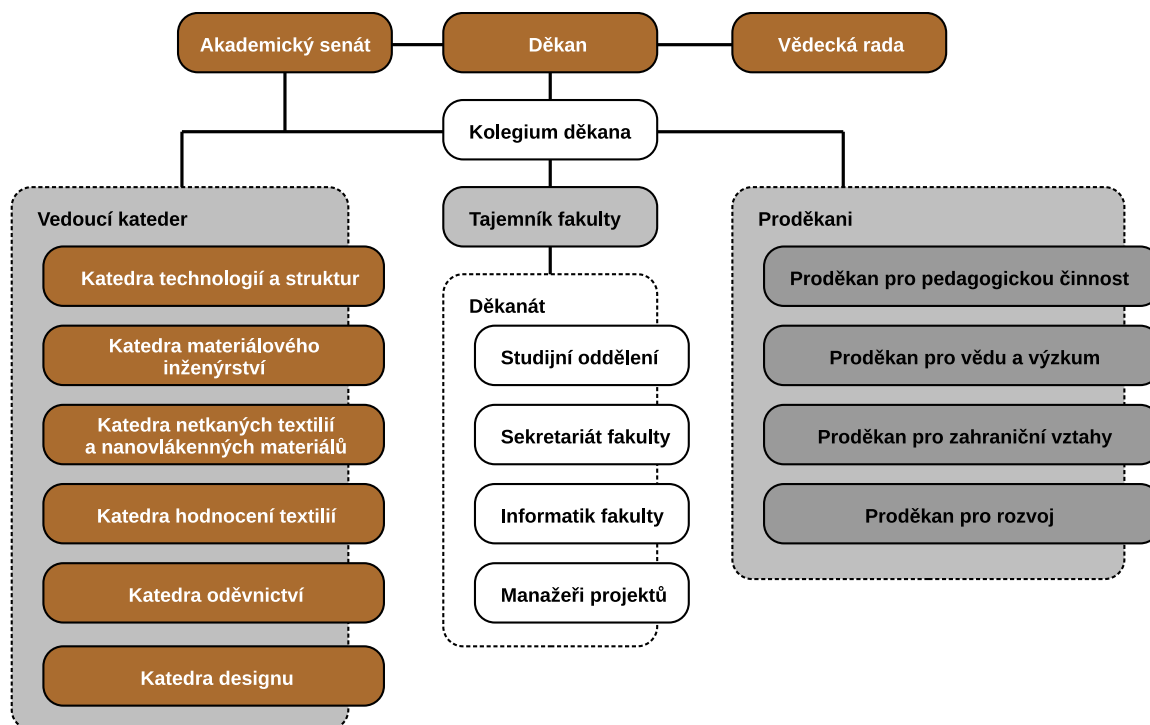 Akademický senát
Děkan
Vědecká rada
Kolegium děkana
Vedoucí kateder
Katedra technologií a struktur
Katedra materiálového
inženýrství
Katedra netkaných textilií
a nanovlákenných materiálů
Katedra hodnocení textilií
Katedra oděvnictví
Katedra designu
Tajemník fakulty
Děkanát
Studijní oddělení
Sekretariát fakulty
Informatik fakulty
Manažeři projektů
Proděkani
Proděkan pro pedagogickou činnost
Proděkan pro vědu a výzkum
Proděkan pro zahraniční vztahy
Proděkan pro rozvoj